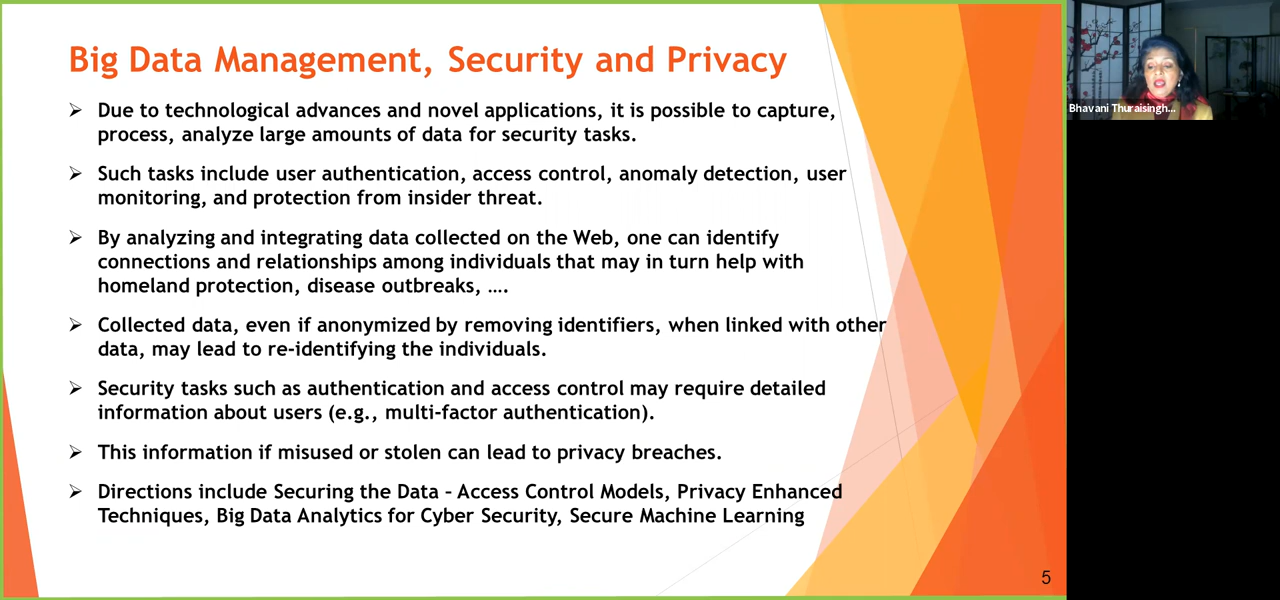 Big Data Management, Security and Privacy
Due to technological advances and novel applications, it is possible to capture,
process, analyze large amounts of data for security tasks.
Such tasks include user authentication, access control, anomaly detection, user
monitoring, and protection from insider threat.
By analyzing and integrating data collected on the Web, one can identify
connections and relationships among individuals that may in turn help with
homeland protection, disease outbreaks, ….
Collected data, even if anonymized by removing identifiers, when linked with other
data, may lead to re-identifying the individuals.
Security tasks such as authentication and access control may require detailed
information about users (e.g., multi-factor authentication).
This information if misused or stolen can lead to privacy breaches.
Directions include Securing the Data – Access Control Models, Privacy Enhanced
Techniques, Big Data Analytics for Cyber Security, Secure Machine Learning
5
Bhavani Thuraisingh...